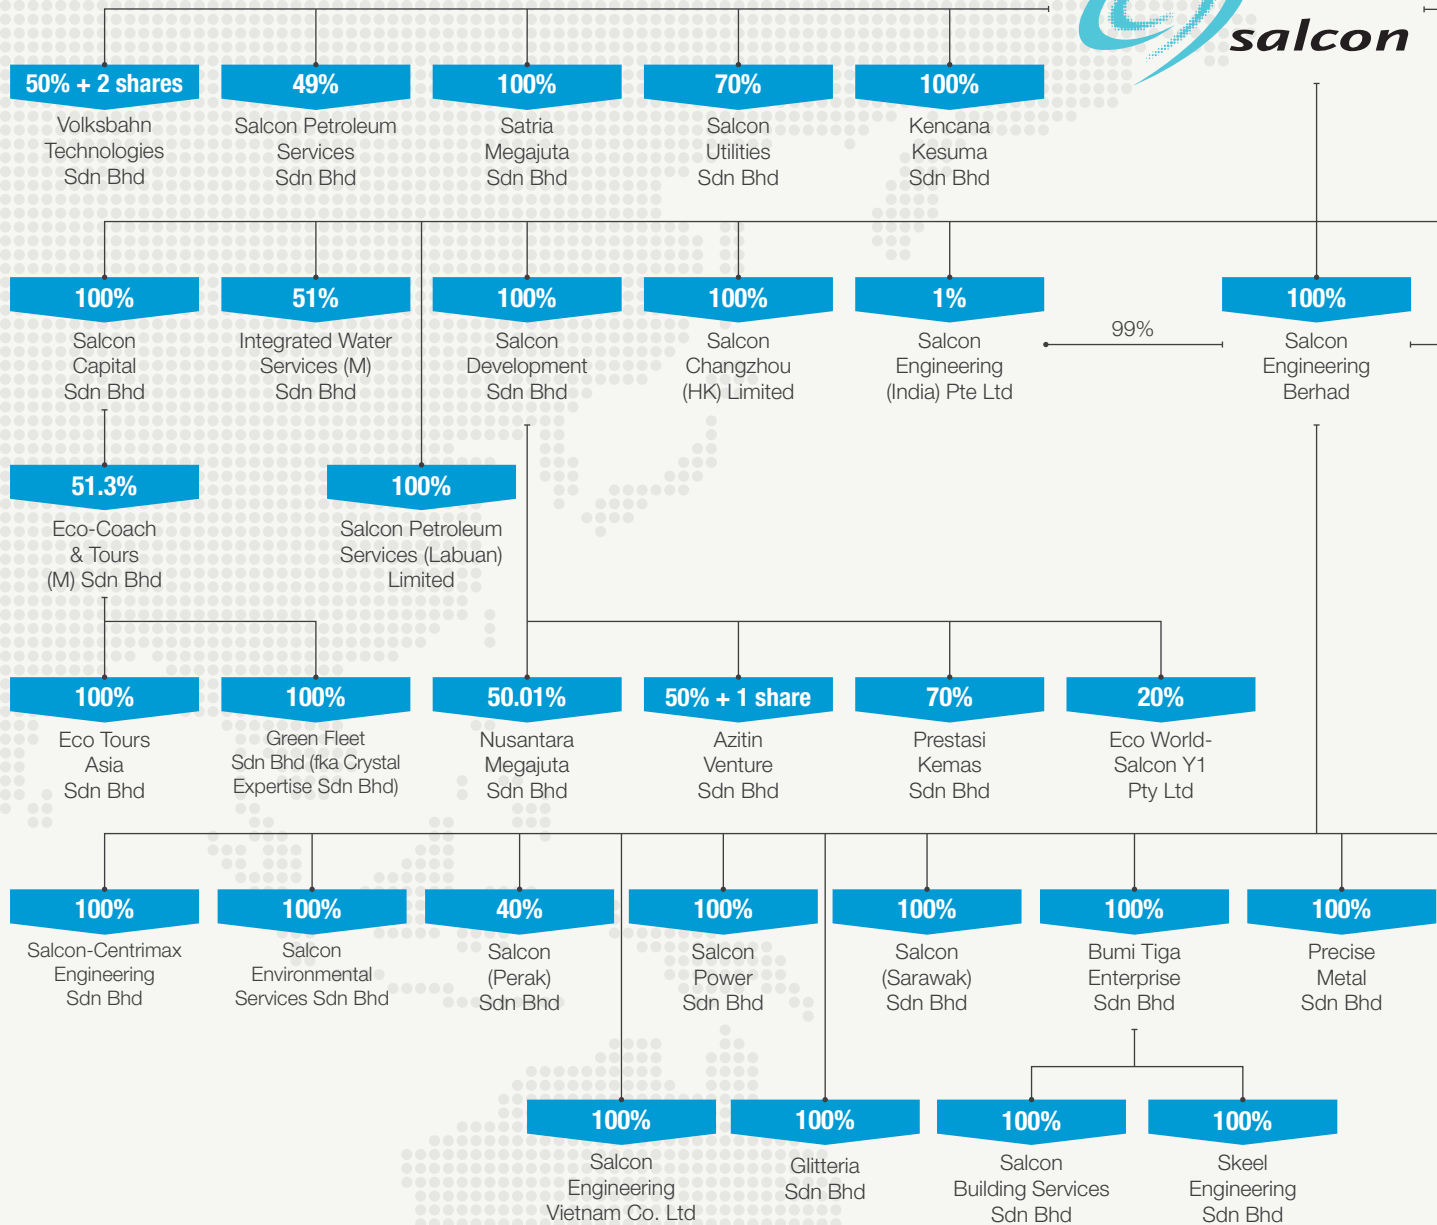 salcon
50% + 2 shares
Volksbahn
Technologies
Sdn Bhd
49%
Salcon Petroleum
Services
Sdn Bhd
100%
Satria
Megajuta
Sdn Bhd
70%
Salcon
Utilities
Sdn Bhd
100%
Kencana
Kesuma
Sdn Bhd
100%
Salcon
Capital
Sdn Bhd
51%
Integrated Water
Services (M)
Sdn Bhd
100%
Salcon
Development
Sdn Bhd
100%
Salcon
Changzhou
(HK) Limited
1%
Salcon
Engineering
(India) Pte Ltd
99%
100%
Salcon
Engineering
Berhad
51.3%
Eco-Coach
& Tours
(M) Sdn Bhd
100%
Salcon Petroleum
Services (Labuan)
Limited
100%
Eco Tours
Asia
Sdn Bhd
100%
Green Fleet
Sdn Bhd (fka Crystal
Expertise Sdn Bhd)
50.01%
Nusantara
Megajuta
Sdn Bhd
50% + 1 share
Azitin
Venture
Sdn Bhd
70%
Prestasi
Kemas
Sdn Bhd
20%
Eco World-
Salcon Y1
Pty Ltd
100%
Salcon-Centrimax
Engineering
Sdn Bhd
100%
Salcon
Environmental
Services Sdn Bhd
40%
Salcon
(Perak)
Sdn Bhd
100%
Salcon
Power
Sdn Bhd
100%
Salcon
(Sarawak)
Sdn Bhd
100%
Bumi Tiga
Enterprise
Sdn Bhd
100%
Precise
Metal
Sdn Bhd
100%
Salcon
Engineering
Vietnam Co. Ltd
100%
Glitteria
Sdn Bhd
100%
Salcon
Building Services
Sdn Bhd
100%
Skeel
Engineering
Sdn Bhd